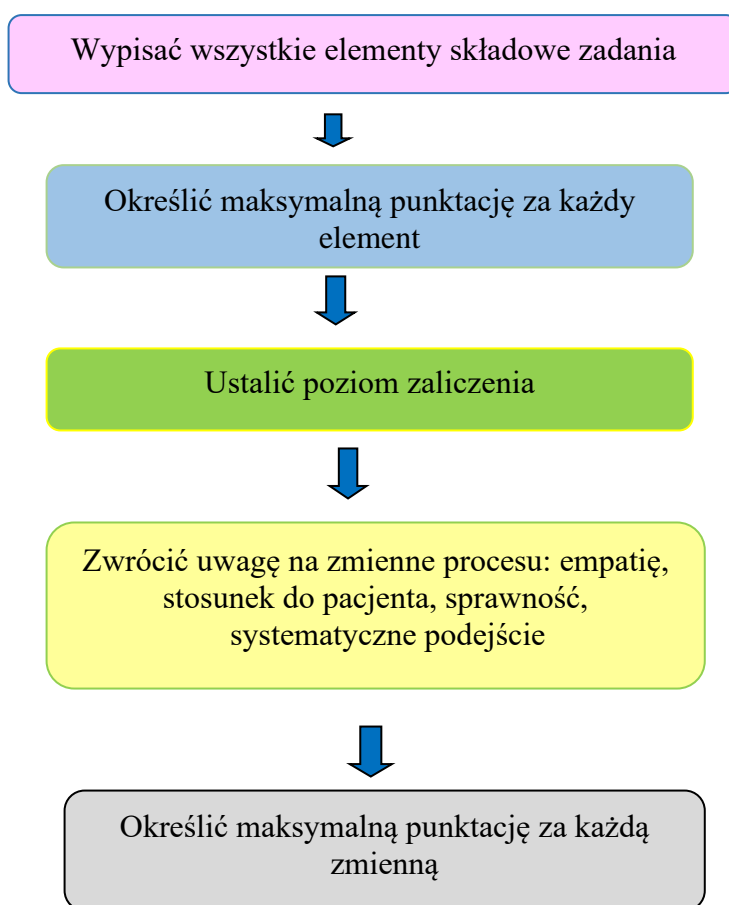 Wypisać wszystkie elementy składowe zadania
Określić maksymalną punktację za każdy
element
Ustalić poziom zaliczenia
Zwrócić uwagę na zmienne procesu: empatię,
stosunek do pacjenta, sprawność,
systematyczne podejście
Określić maksymalną punktację za każdą
zmienną